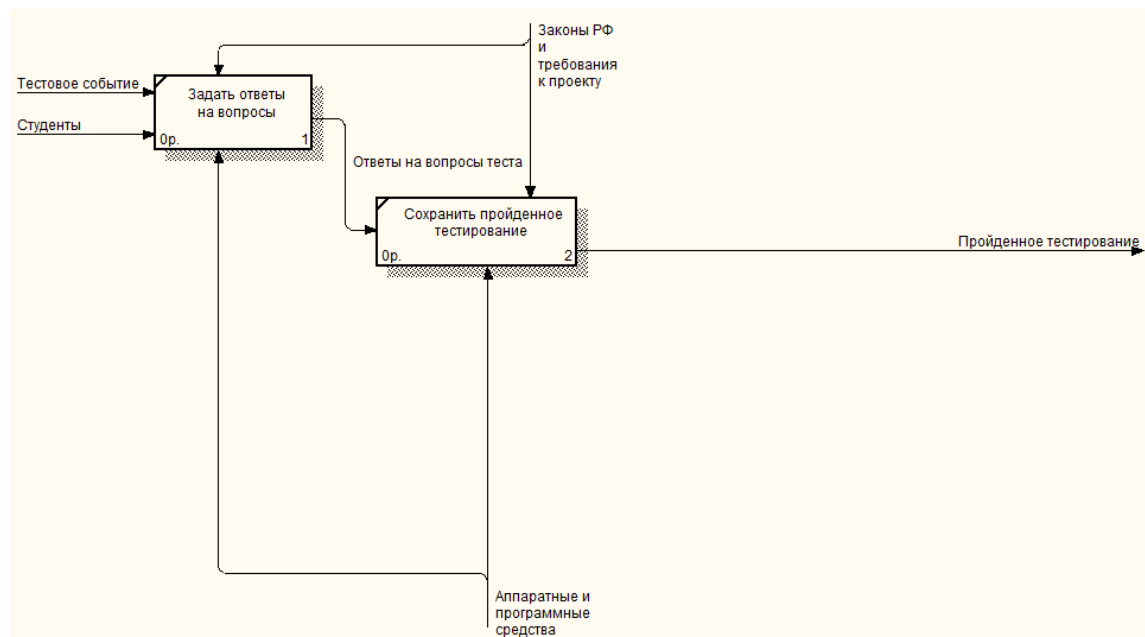 Законы РФ
и
требования
к проекту
Тестовое событие
Студенты
Задать ответы
на вопросы
0р. 1
Ответы на вопросы теста
Сохранить пройденное
тестирование
0р. 2
Пройденное тестирование
Аппаратные и
программные
средства